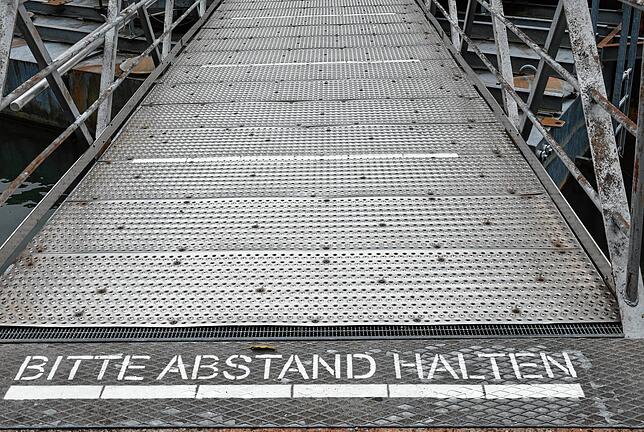 BITTE ABSTAND HALTEN